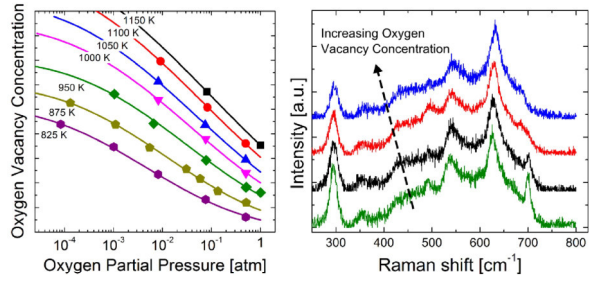 Oxygen Vacancy Concentration
1150 K
1100 K
1050 K
1000 K
950 K
875 K
825 K
10⁻⁴ 10⁻³ 10⁻² 10⁻¹ 1
Oxygen Partial Pressure [atm]
Intensity [a.u.]
Increasing Oxygen
Vacancy Concentration
300 400 500 600 700 800
Raman shift [cm⁻¹]